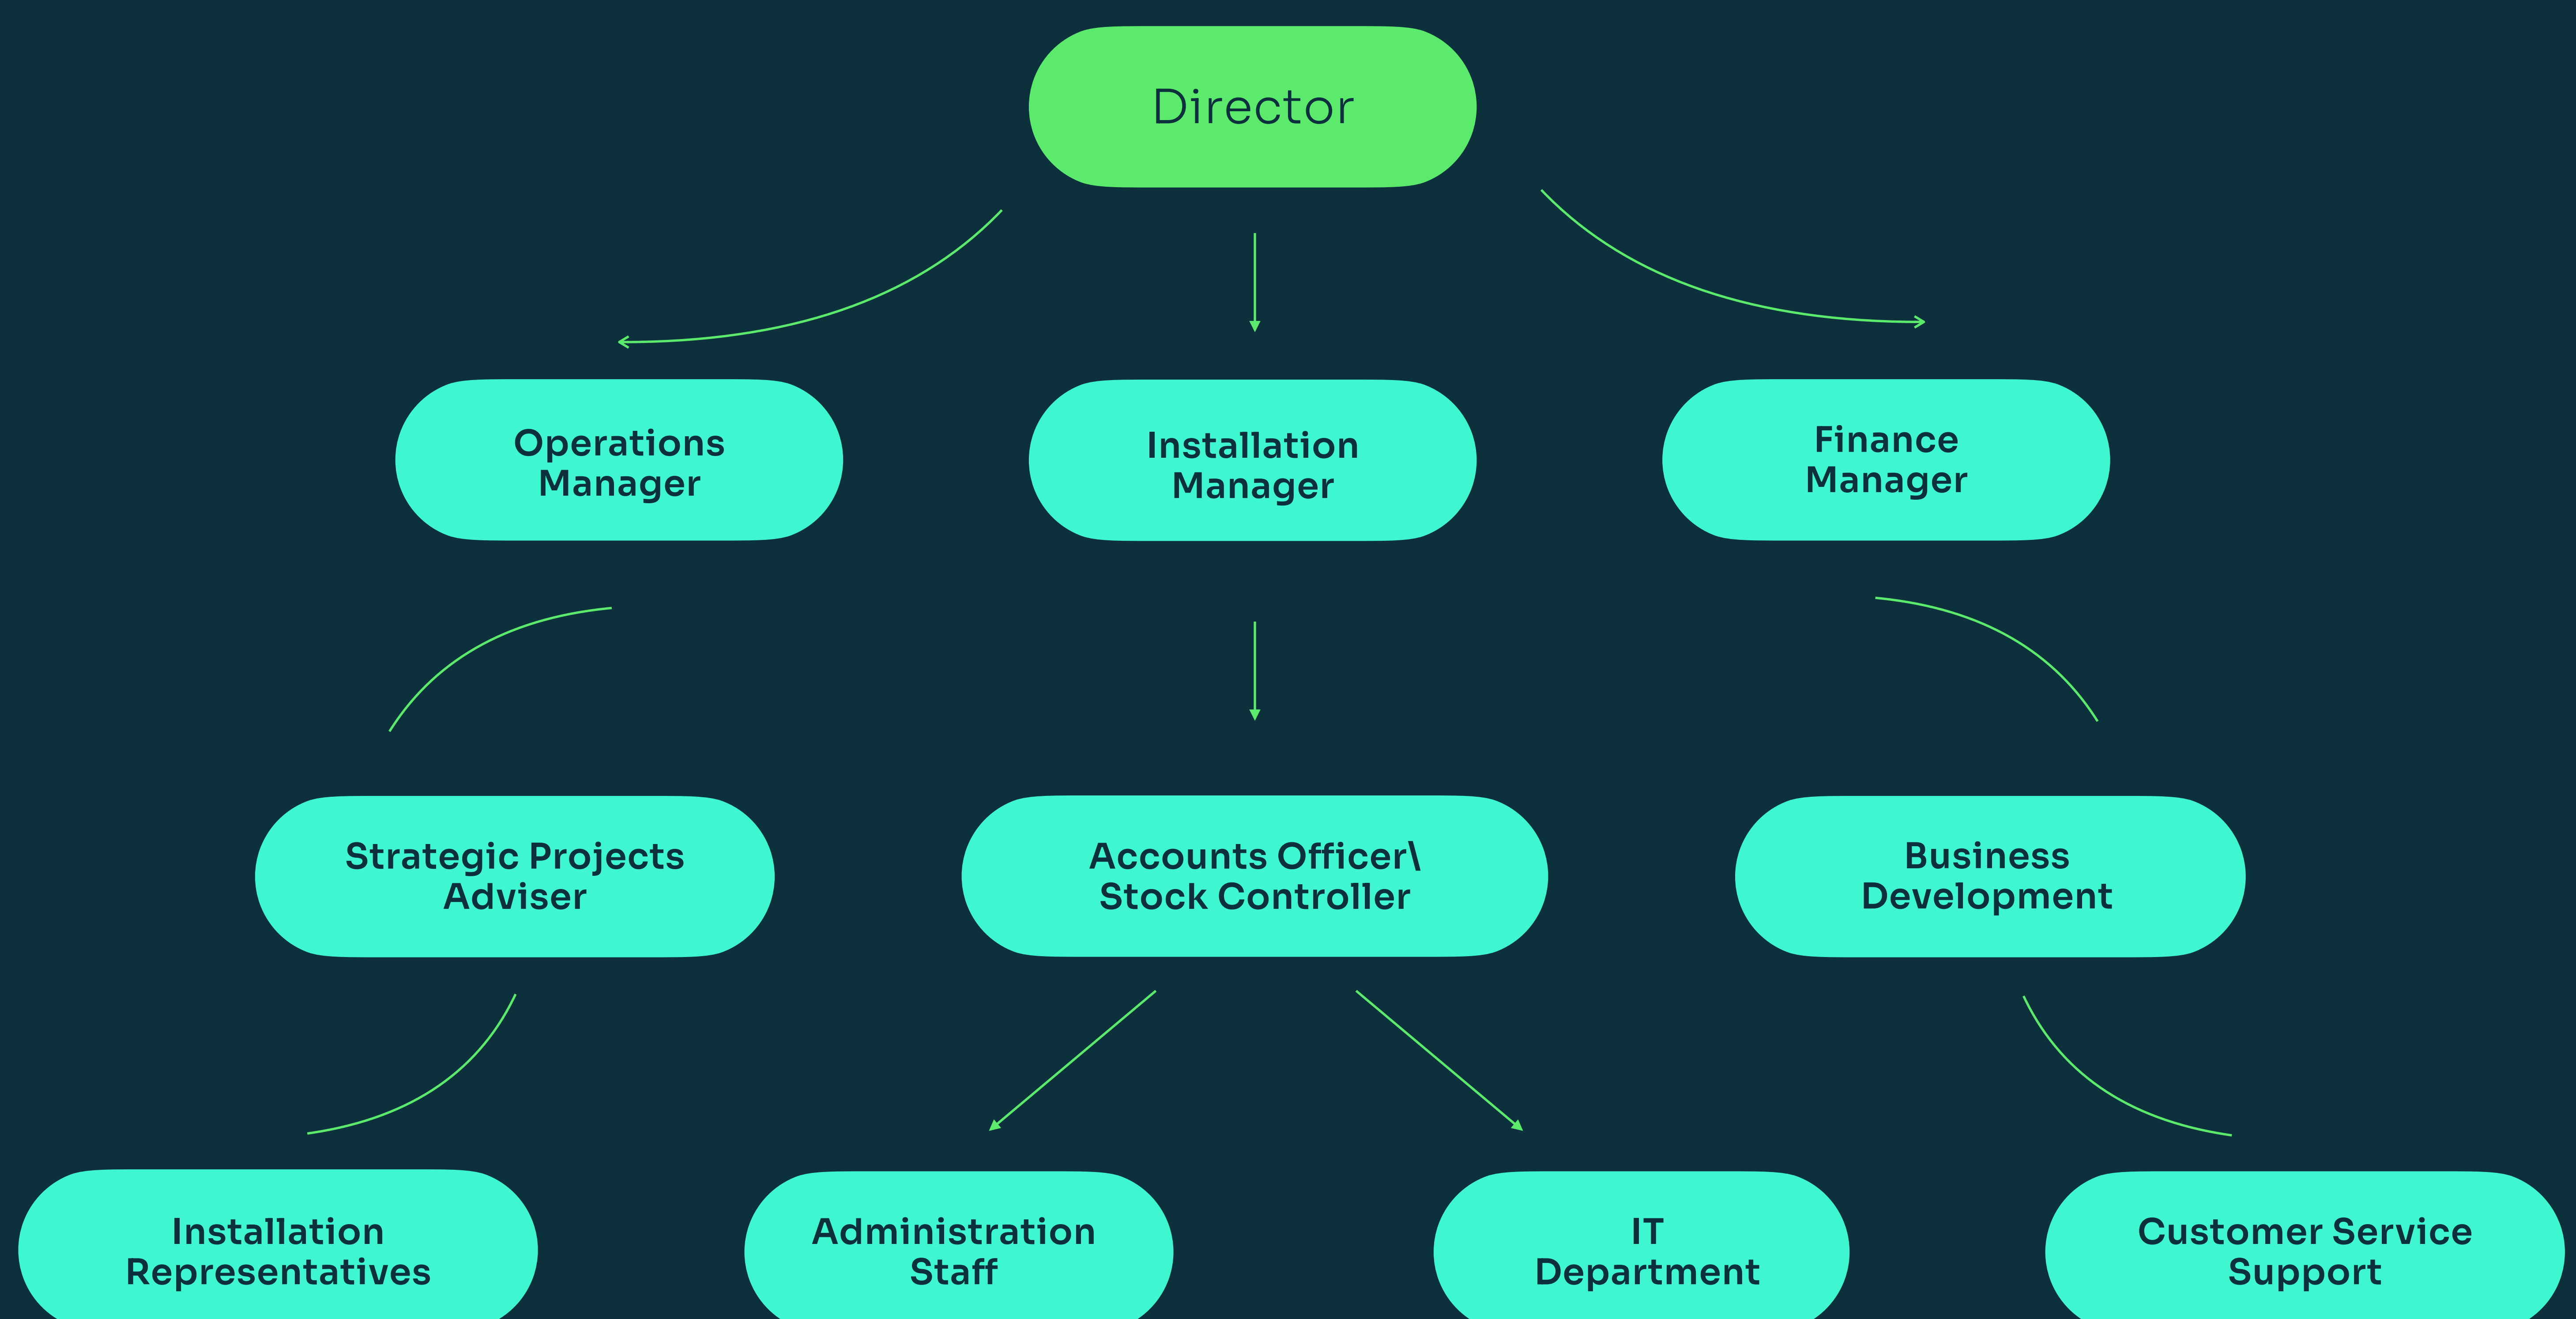 Director
Operations
Manager
Installation
Manager
Finance
Manager
Strategic Projects
Adviser
Accounts Officer\
Stock Controller
Business
Development
Installation
Representatives
Administration
Staff
IT
Department
Customer Service
Support